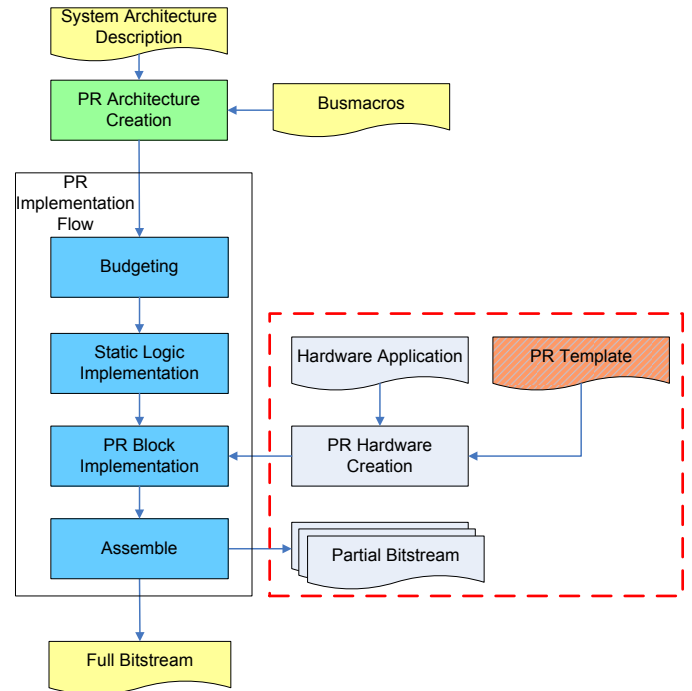 System Architecture
Description
PR Architecture
Creation
Busmacros
PR
Implementation
Flow
Budgeting
Static Logic
Implementation
Hardware Application
PR Template
PR Block
Implementation
PR Hardware
Creation
Assemble
Partial Bitstream
Full Bitstream